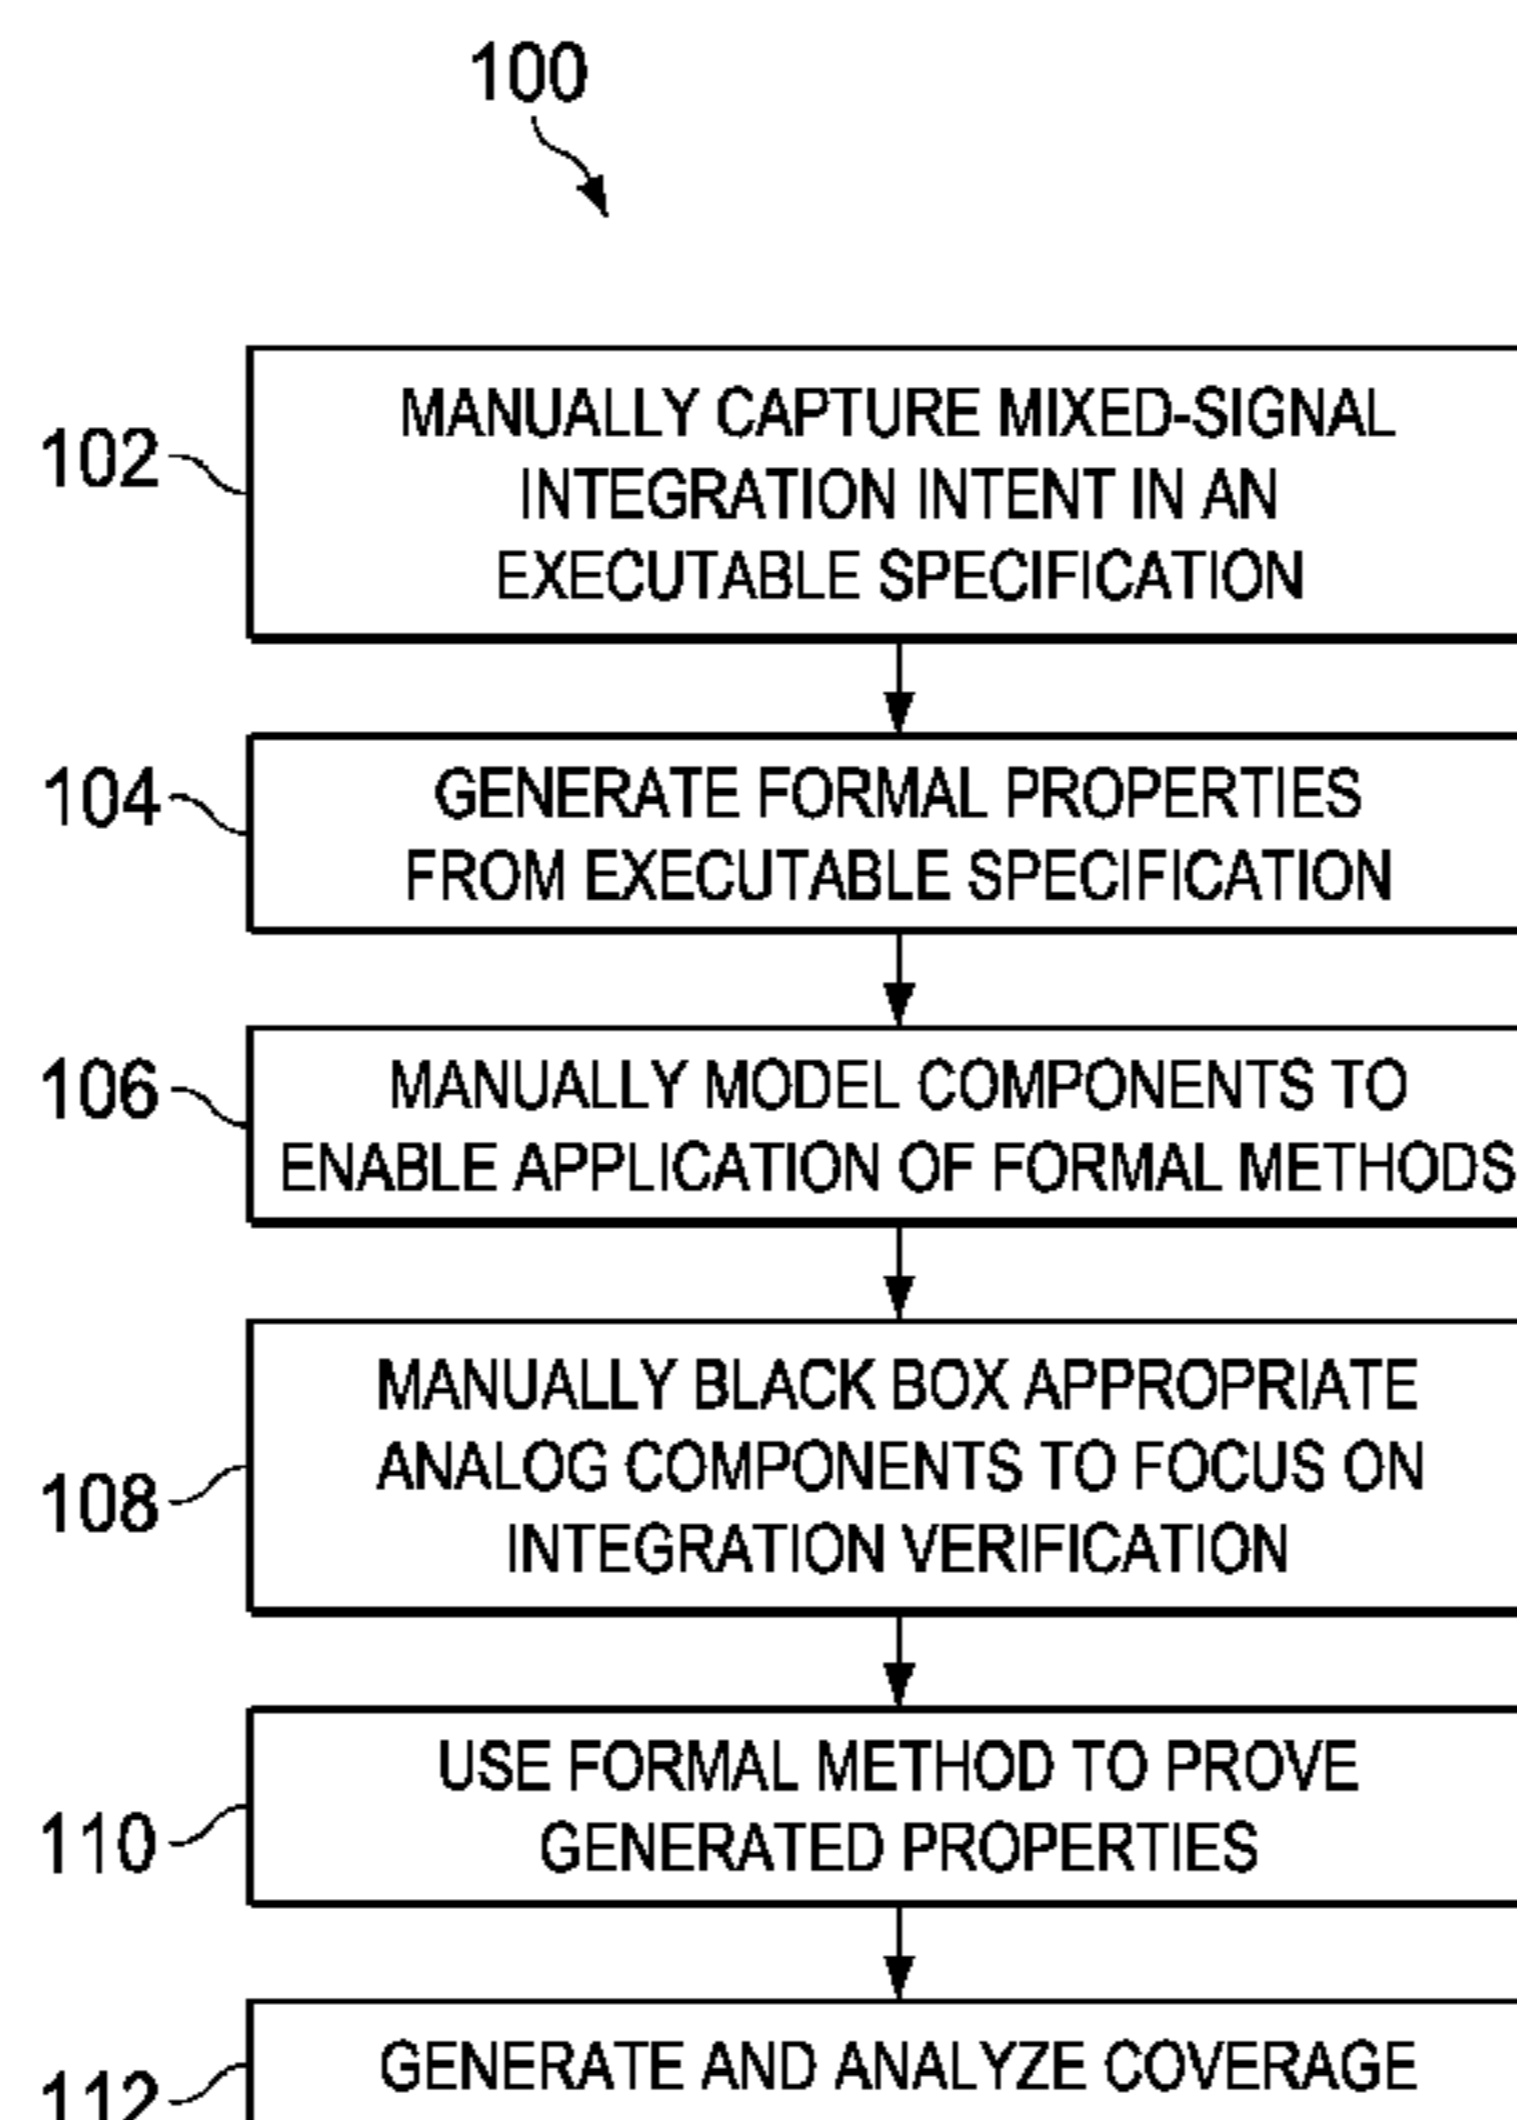 100
102
MANUALLY CAPTURE MIXED-SIGNAL
INTEGRATION INTENT IN AN
EXECUTABLE SPECIFICATION
104
GENERATE FORMAL PROPERTIES
FROM EXECUTABLE SPECIFICATION
106
MANUALLY MODEL COMPONENTS TO
ENABLE APPLICATION OF FORMAL METHODS
108
MANUALLY BLACK BOX APPROPRIATE
ANALOG COMPONENTS TO FOCUS ON
INTEGRATION VERIFICATION
110
USE FORMAL METHOD TO PROVE
GENERATED PROPERTIES
112
GENERATE AND ANALYZE COVERAGE